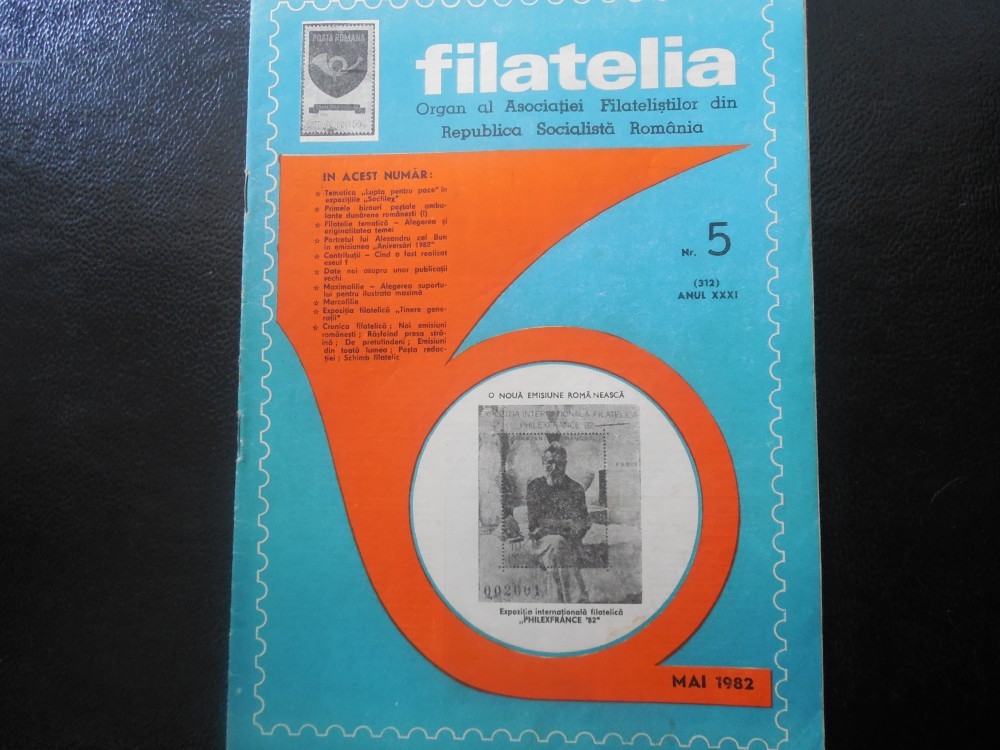 POSTA ROMANA
filatelia
Organ al Asociației Filateliștilor din
Republica Socialistă România
IN ACEST NUMĂR:
☆ Tematica „Lupta pentru pace" în
expozițiile „Socfilex"
☆ Primele birouri poștale ambu-
lante dunărene românești (I)
☆ Filatelie tematică — Alegerea și
originalitatea temei
☆ Portretul lui Alexandru cel Bun
în emisiunea „Aniversări 1982"
☆ Contribuții — Cînd a fost realizat
eseul ?
☆ Date noi asupra unor publicații
vechi
☆ Maximafilie — Alegerea suportu-
lui pentru ilustrata maximă
☆ Marcofilie
☆ Expoziția filatelică „Tinere gene-
rații"
☆ Cronica filatelică ; Noi emisiuni
românești ; Răsfoind presa stră-
ină ; De pretutindeni ; Emisiuni
din toată lumea ; Poșta redac-
ției ; Schimb filatelic
Nr. 5
(312)
ANUL XXXI
O NOUĂ EMISIUNE ROMÂNEASCĂ
EXPOZITIA INTERNATIONALA FILATELICA
PHILEXFRANCE 82
002001
Expoziția internațională filatelică
„PHILEXFRANCE '82"
MAI 1982